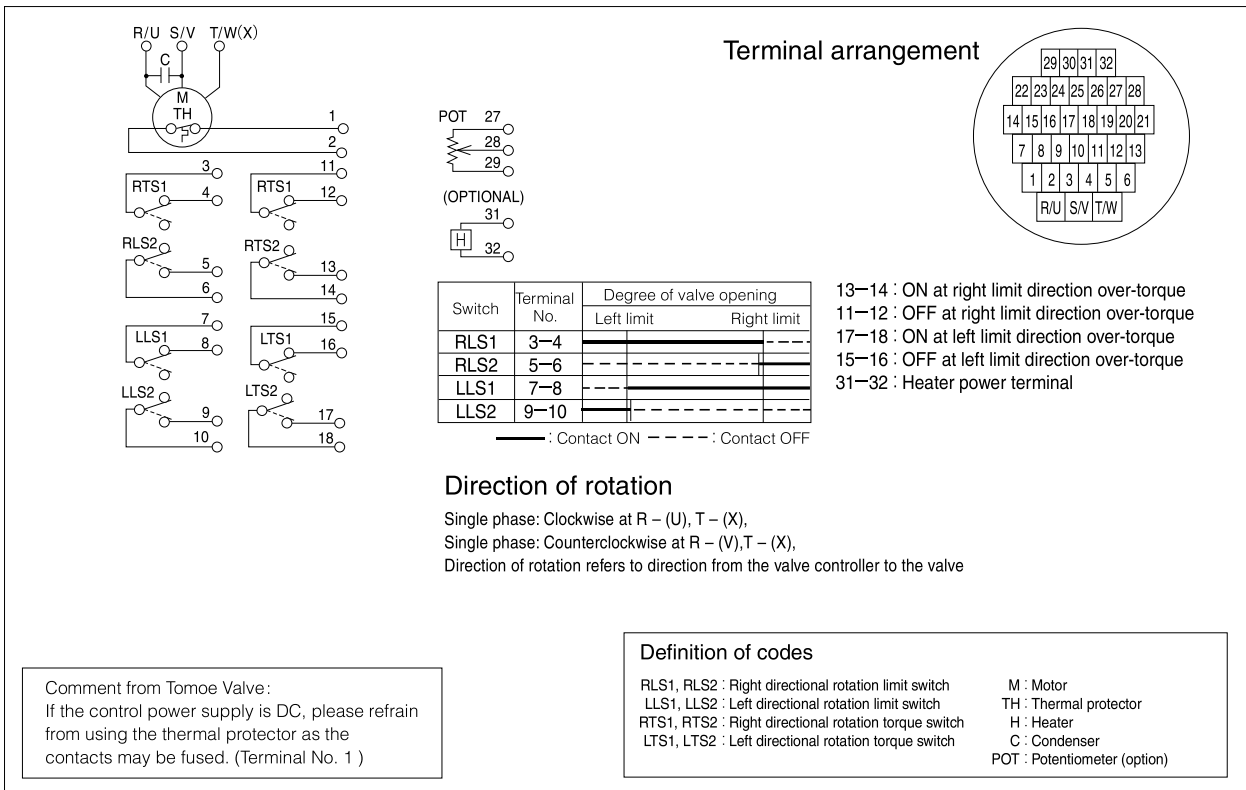 R/U S/V T/W(X)
C
M
TH
1
2
3
RTS1
4
11
RTS1
12
RLS2
5
6
RTS2
13
14
7
LLS1
8
15
LTS1
16
LLS2
9
10
LTS2
17
18
POT 27
28
29
(OPTIONAL)
31
H
32
Terminal arrangement
29 30 31 32
22 23 24 25 26 27 28
14 15 16 17 18 19 20 21
7 8 9 10 11 12 13
1 2 3 4 5 6
R/U S/V T/W
Switch Terminal No. Degree of valve opening
Left limit Right limit
RLS1 3–4
RLS2 5–6
LLS1 7–8
LLS2 9–10
: Contact ON : Contact OFF
13–14 : ON at right limit direction over-torque
11–12 : OFF at right limit direction over-torque
17–18 : ON at left limit direction over-torque
15–16 : OFF at left limit direction over-torque
31–32 : Heater power terminal
Direction of rotation
Single phase: Clockwise at R – (U), T – (X),
Single phase: Counterclockwise at R – (V),T – (X),
Direction of rotation refers to direction from the valve controller to the valve
Comment from Tomoe Valve:
If the control power supply is DC, please refrain
from using the thermal protector as the
contacts may be fused. (Terminal No. 1 )
Definition of codes
RLS1, RLS2 : Right directional rotation limit switch
LLS1, LLS2 : Left directional rotation limit switch
RTS1, RTS2 : Right directional rotation torque switch
LTS1, LTS2 : Left directional rotation torque switch
M : Motor
TH : Thermal protector
H : Heater
C : Condenser
POT : Potentiometer (option)